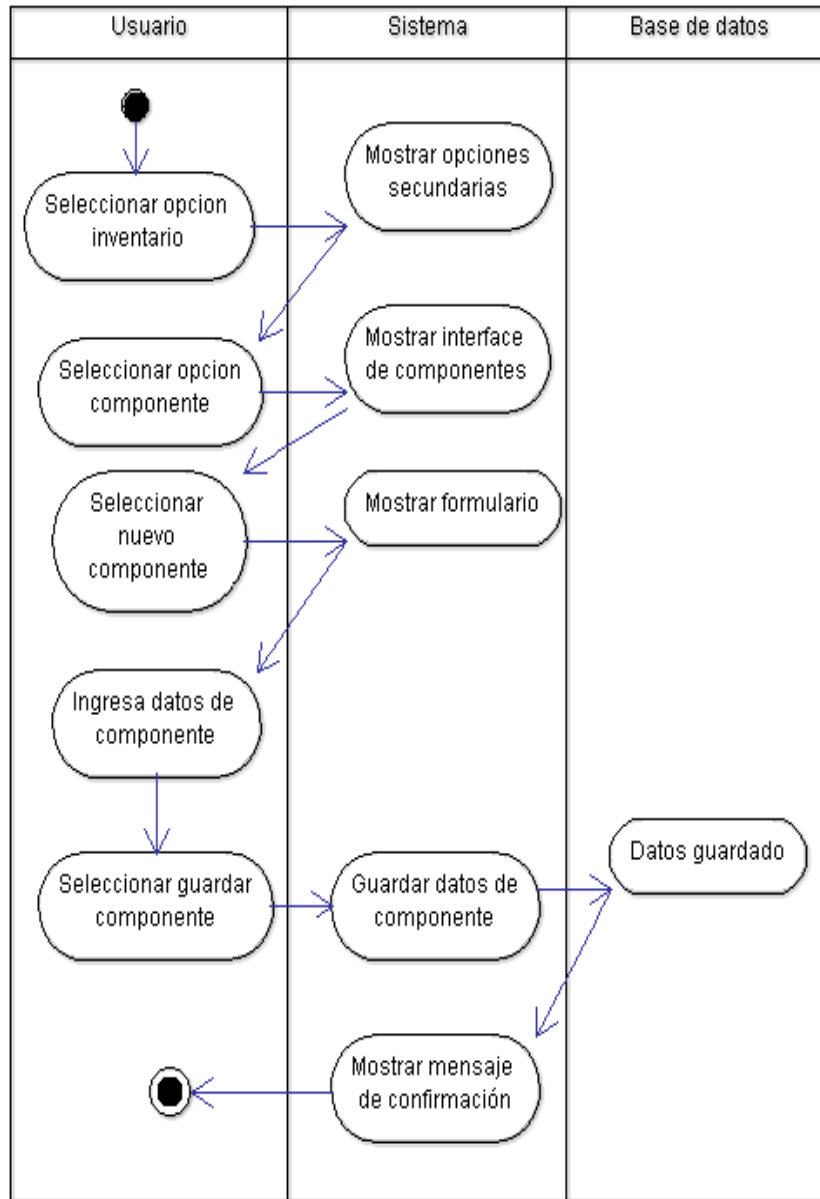 Usuario
Sistema
Base de datos
Mostrar opciones
secundarias
Seleccionar opcion
inventario
Mostrar interface
de componentes
Seleccionar opcion
componente
Seleccionar
nuevo
componente
Mostrar formulario
Ingresa datos de
componente
Datos guardado
Seleccionar guardar
componente
Guardar datos de
componente
Mostrar mensaje
de confirmación